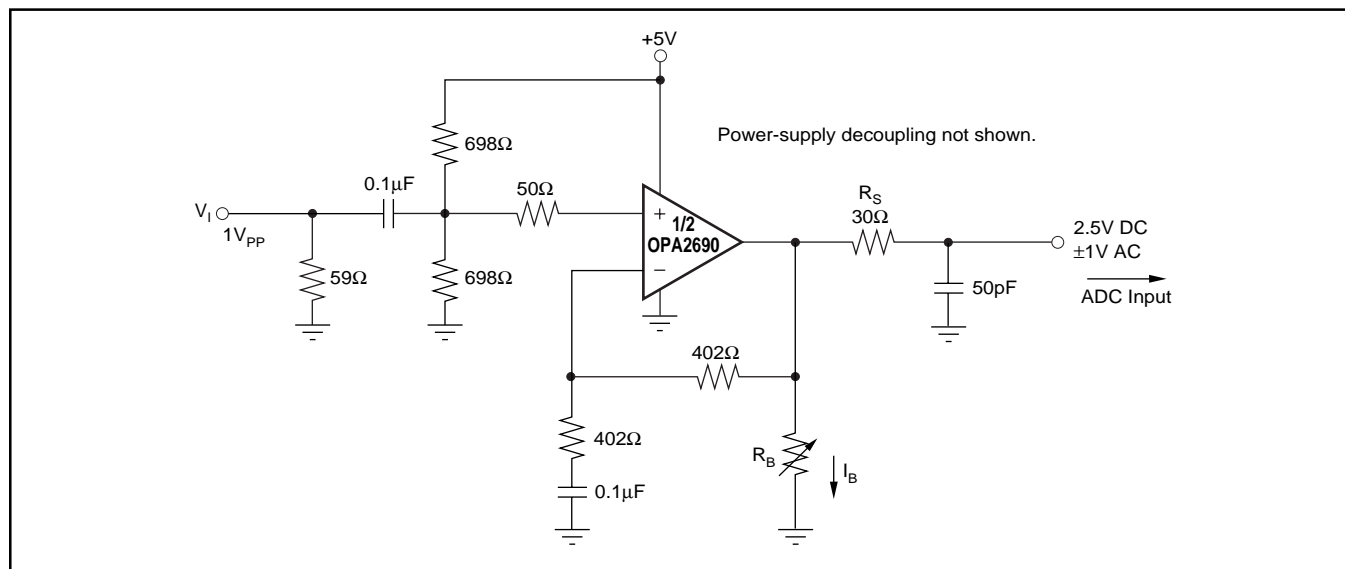 +5V
Power-supply decoupling not shown.
698Ω
0.1µF
50Ω
R_S
30Ω
V_I
1V_PP
+
1/2
OPA2690
−
2.5V DC
±1V AC
ADC Input
59Ω
698Ω
50pF
402Ω
402Ω
R_B
I_B
0.1µF